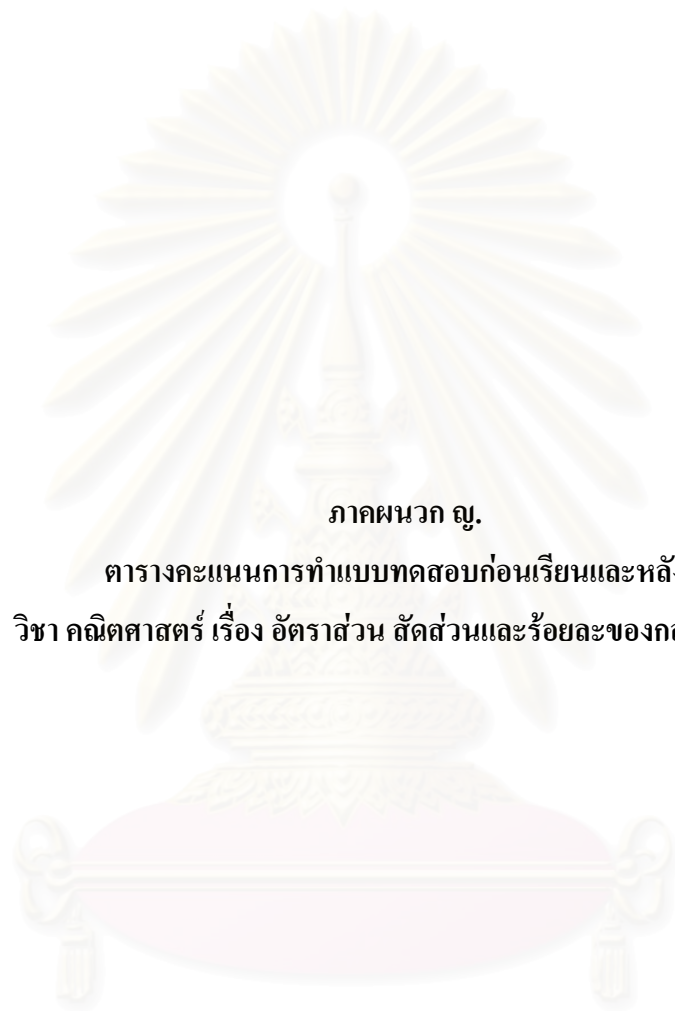 ภาคผนวก ญ.
ตารางคะแนนการทำแบบทดสอบก่อนเรียนและหลัง
วิชา คณิตศาสตร์ เรื่อง อัตราส่วน สัดส่วนและร้อยละของ